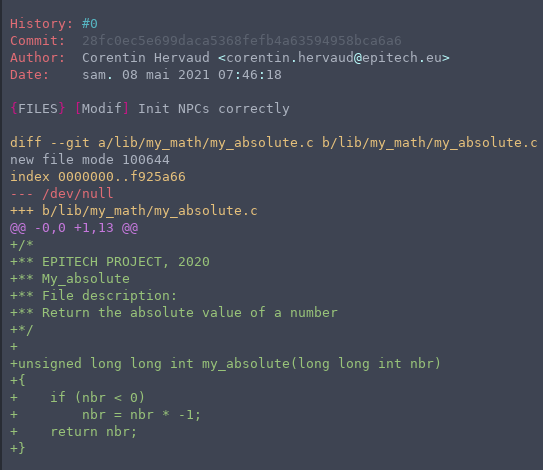 History: #0
Commit:  28fc0ec5e699daca5368fefb4a63594958bca6a6
Author:  Corentin Hervaud <corentin.hervaud@epitech.eu>
Date:    sam. 08 mai 2021 07:46:18

{FILES} [Modif] Init NPCs correctly

diff --git a/lib/my_math/my_absolute.c b/lib/my_math/my_absolute.c
new file mode 100644
index 0000000..f925a66
--- /dev/null
+++ b/lib/my_math/my_absolute.c
@@ -0,0 +1,13 @@
+/*
+** EPITECH PROJECT, 2020
+** My_absolute
+** File description:
+** Return the absolute value of a number
+*/
+
+unsigned long long int my_absolute(long long int nbr)
+{
+    if (nbr < 0)
+        nbr = nbr * -1;
+    return nbr;
+}